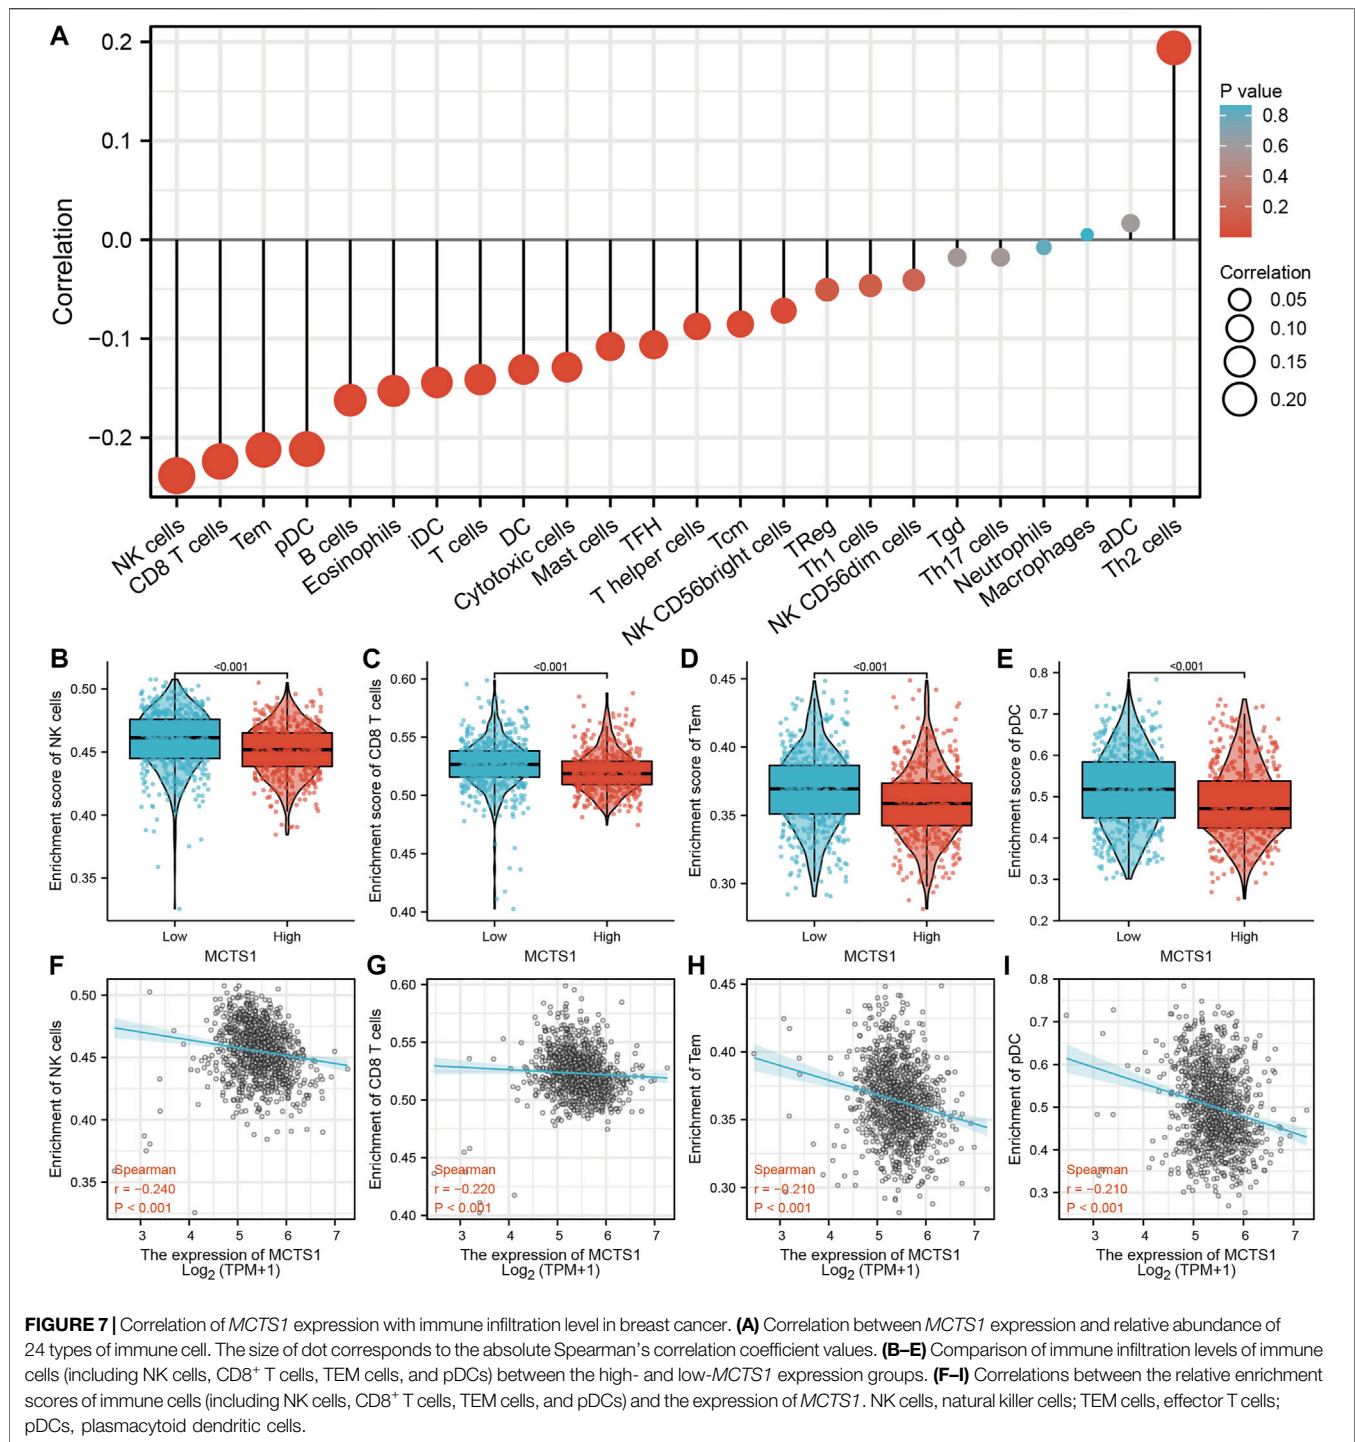 A
0.2
0.1
0.0
−0.1
−0.2
Correlation
P value
0.8
0.6
0.4
0.2
Correlation
0.05
0.10
0.15
0.20
NK cells
CD8 T cells
Tem
pDC
B cells
Eosinophils
iDC
T cells
DC
Cytotoxic cells
Mast cells
TFH
T helper cells
Tcm
NK CD56bright cells
TReg
Th1 cells
NK CD56dim cells
Tgd
Th17 cells
Neutrophils
Macrophages
aDC
Th2 cells
B
<0.001
0.50
0.45
0.40
0.35
Enrichment score of NK cells
Low
High
MCTS1
C
<0.001
0.60
0.55
0.50
0.45
0.40
Enrichment score of CD8 T cells
Low
High
MCTS1
D
<0.001
0.45
0.40
0.35
0.30
Enrichment score of Tem
Low
High
MCTS1
E
<0.001
0.8
0.7
0.6
0.5
0.4
0.3
0.2
Enrichment score of pDC
Low
High
MCTS1
F
0.50
0.45
0.40
0.35
Enrichment of NK cells
Spearman
r = −0.240
P < 0.001
3 4 5 6 7
The expression of MCTS1
Log₂ (TPM+1)
G
0.60
0.55
0.50
0.45
0.40
Enrichment of CD8 T cells
Spearman
r = −0.220
P < 0.001
3 4 5 6 7
The expression of MCTS1
Log₂ (TPM+1)
H
0.45
0.40
0.35
0.30
Enrichment of Tem
Spearman
r = −0.210
P < 0.001
3 4 5 6 7
The expression of MCTS1
Log₂ (TPM+1)
I
0.8
0.7
0.6
0.5
0.4
0.3
Enrichment of pDC
Spearman
r = −0.210
P < 0.001
3 4 5 6 7
The expression of MCTS1
Log₂ (TPM+1)
FIGURE 7 | Correlation of MCTS1 expression with immune infiltration level in breast cancer. (A) Correlation between MCTS1 expression and relative abundance of
24 types of immune cell. The size of dot corresponds to the absolute Spearman's correlation coefficient values. (B–E) Comparison of immune infiltration levels of immune
cells (including NK cells, CD8⁺ T cells, TEM cells, and pDCs) between the high- and low-MCTS1 expression groups. (F–I) Correlations between the relative enrichment
scores of immune cells (including NK cells, CD8⁺ T cells, TEM cells, and pDCs) and the expression of MCTS1. NK cells, natural killer cells; TEM cells, effector T cells;
pDCs, plasmacytoid dendritic cells.